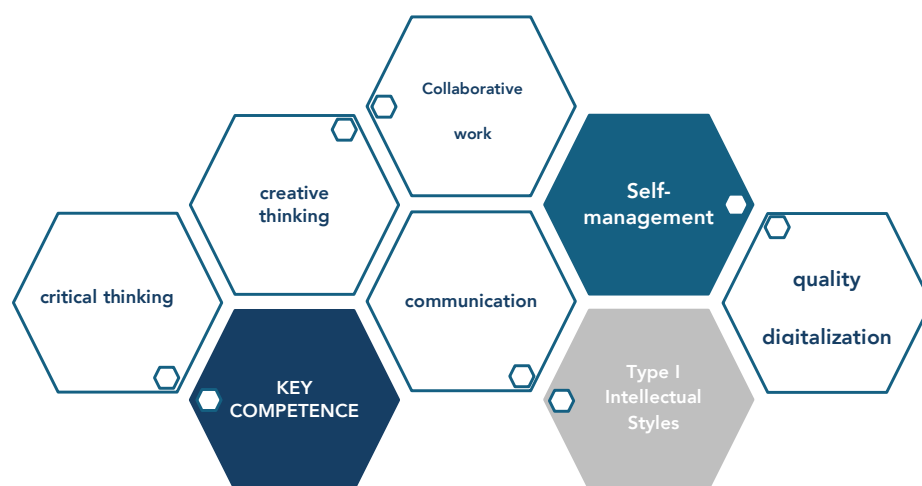 Collaborative
work
creative
thinking
Self-
management
critical thinking
communication
quality
digitalization
KEY
COMPETENCE
Type I
Intellectual
Styles